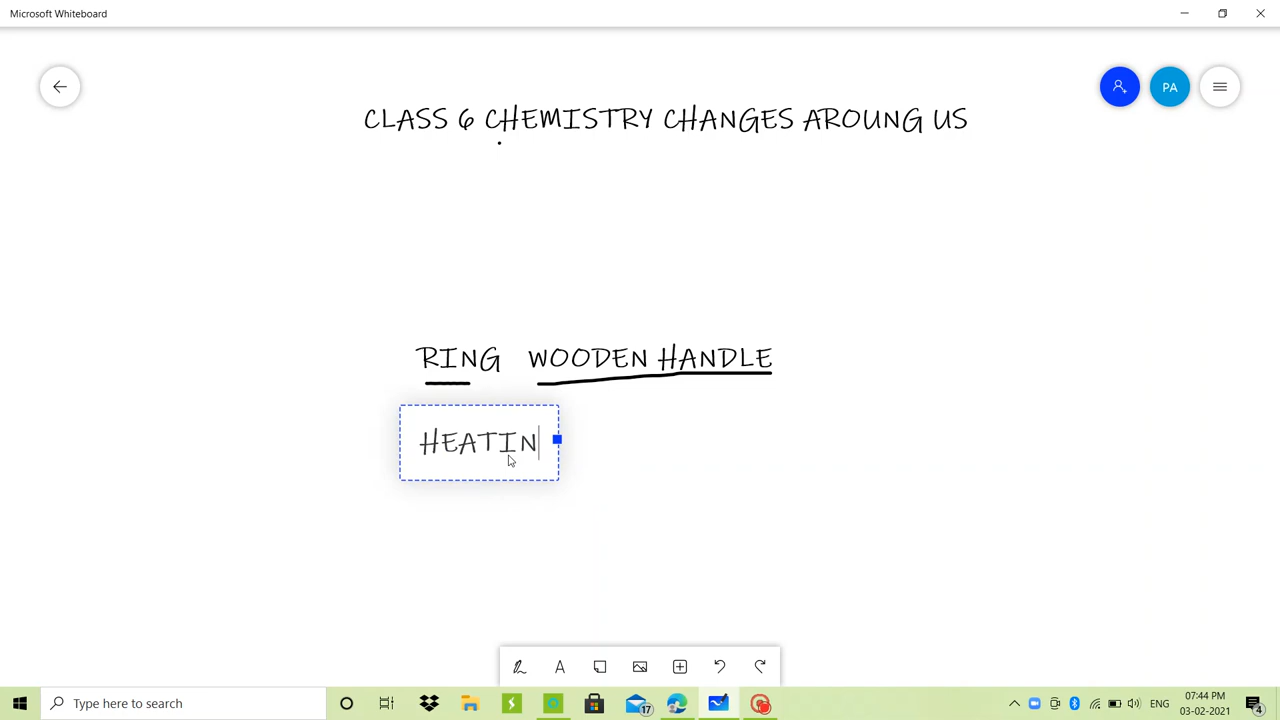 Microsoft Whiteboard
PA
CLASS 6 CHEMISTRY CHANGES AROUNG US
RING WOODEN HANDLE
HEATIN
A
Type here to search
17
ENG
07:44 PM
03-02-2021
4